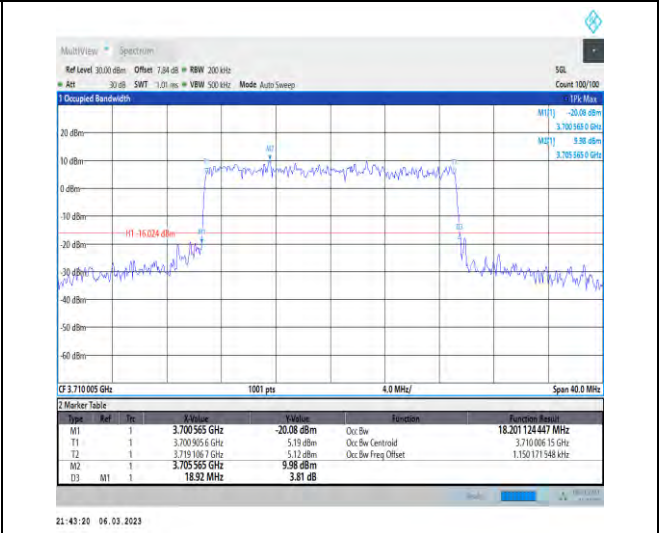 MultiView Spectrum
Ref Level 30.00 dBm Offset 7.84 dB RBW 200 kHz SGL
Att 30 dB SWT 1.01 ms VBW 500 kHz Mode Auto Sweep Count 100/100
1 Occupied Bandwidth 1Pk Max
M1[1] -20.08 dBm
3.700 565 0 GHz
M2[1] 9.98 dBm
3.705 565 0 GHz
20 dBm
M2
10 dBm
0 dBm
-10 dBm
H1 -16.024 dBm
-20 dBm
-30 dBm
-40 dBm
-50 dBm
-60 dBm
CF 3.710 005 GHz 1001 pts 4.0 MHz/ Span 40.0 MHz
2 Marker Table
Type Ref Trc X-Value Y-Value Function Function Result
M1 1 3.700 565 GHz -20.08 dBm Occ Bw 18.201 124 447 MHz
T1 1 3.700 905 6 GHz 5.19 dBm Occ Bw Centroid 3.710 006 15 GHz
T2 1 3.719 106 7 GHz 5.12 dBm Occ Bw Freq Offset 1.150 171 548 kHz
M2 1 3.705 565 GHz 9.98 dBm
D3 M1 1 18.92 MHz 3.81 dB
21:43:20 06.03.2023